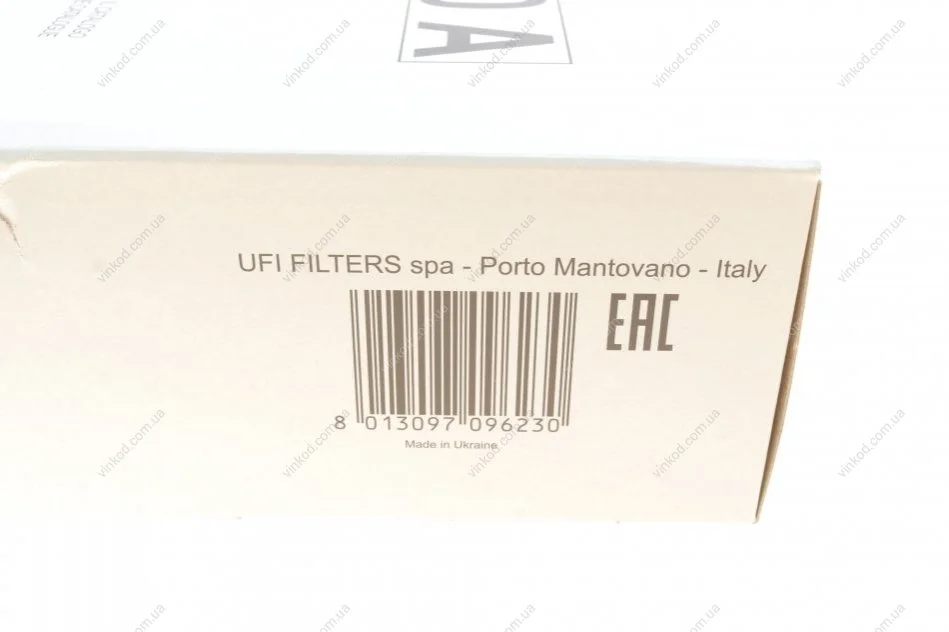 UFI FILTERS spa - Porto Mantovano - Italy
EAC
8 013097 096230
Made in Ukraine
vinkod.com.ua